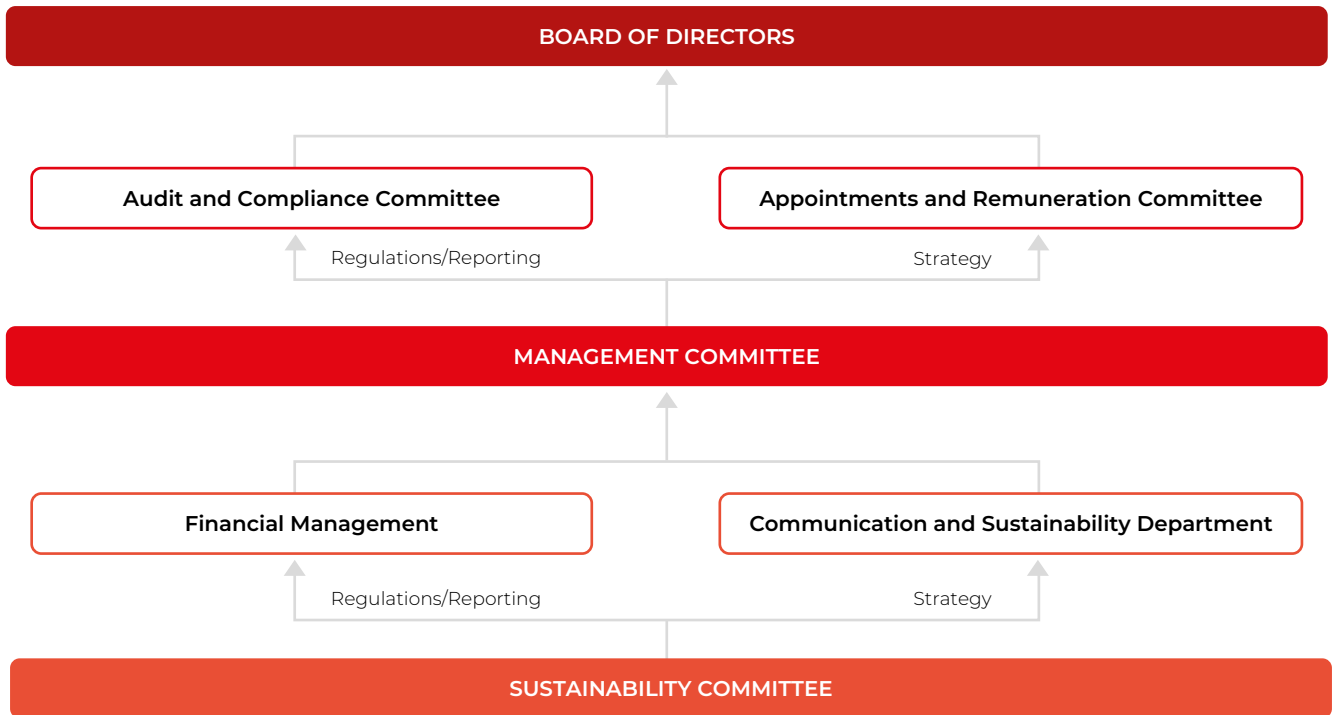 BOARD OF DIRECTORS
Audit and Compliance Committee
Appointments and Remuneration Committee
Regulations/Reporting
Strategy
MANAGEMENT COMMITTEE
Financial Management
Communication and Sustainability Department
Regulations/Reporting
Strategy
SUSTAINABILITY COMMITTEE